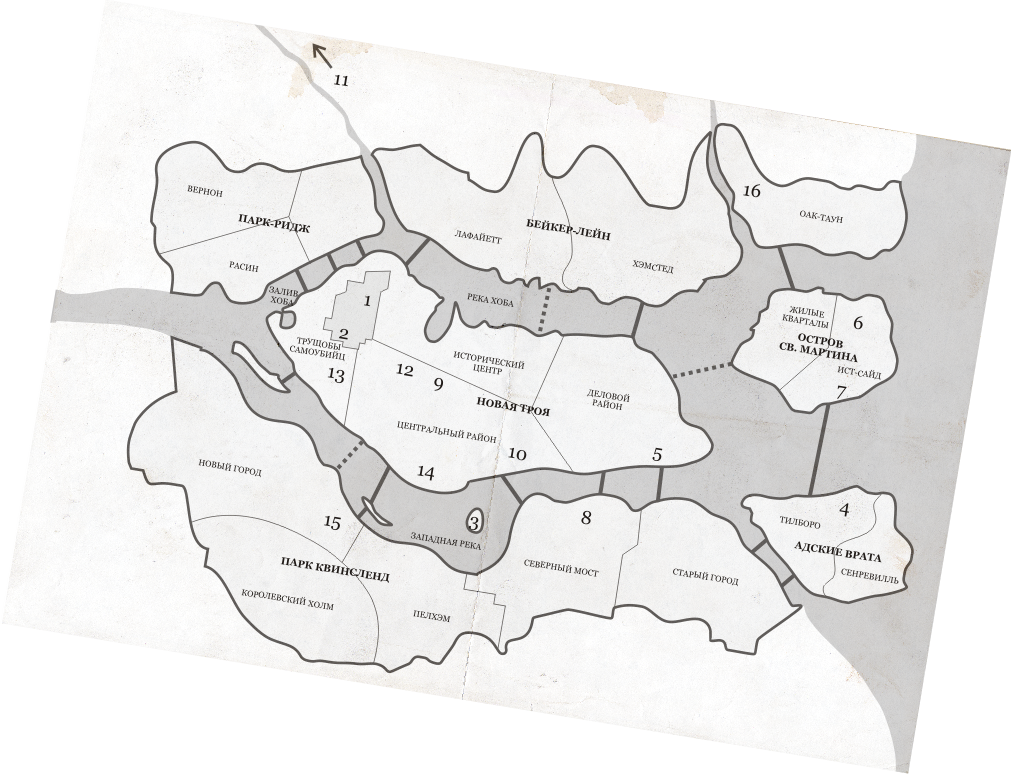 11
16
ВЕРНОН
ПАРК-РИДЖ
РАСИН
ЛАФАЙЕТТ
БЕЙКЕР-ЛЕЙН
ХЭМСТЕД
ОАК-ТАУН
ЗАЛИВ
ХОБА
РЕКА ХОБА
1
2
ТРУЩОБЫ
САМОУБИЙЦ
13
12
9
ИСТОРИЧЕСКИЙ
ЦЕНТР
НОВАЯ ТРОЯ
ДЕЛОВОЙ
РАЙОН
ЦЕНТРАЛЬНЫЙ РАЙОН
10
5
14
ЖИЛЫЕ
КВАРТАЛЫ
6
ОСТРОВ
СВ. МАРТИНА
ИСТ-САЙД
7
НОВЫЙ ГОРОД
15
3
ЗАПАДНАЯ РЕКА
8
4
ТИЛБОРО
АДСКИЕ ВРАТА
СЕНРЕВИЛЛЬ
ПАРК КВИНСЛЕНД
СЕВЕРНЫЙ МОСТ
СТАРЫЙ ГОРОД
КОРОЛЕВСКИЙ ХОЛМ
ПЕЛХЭМ